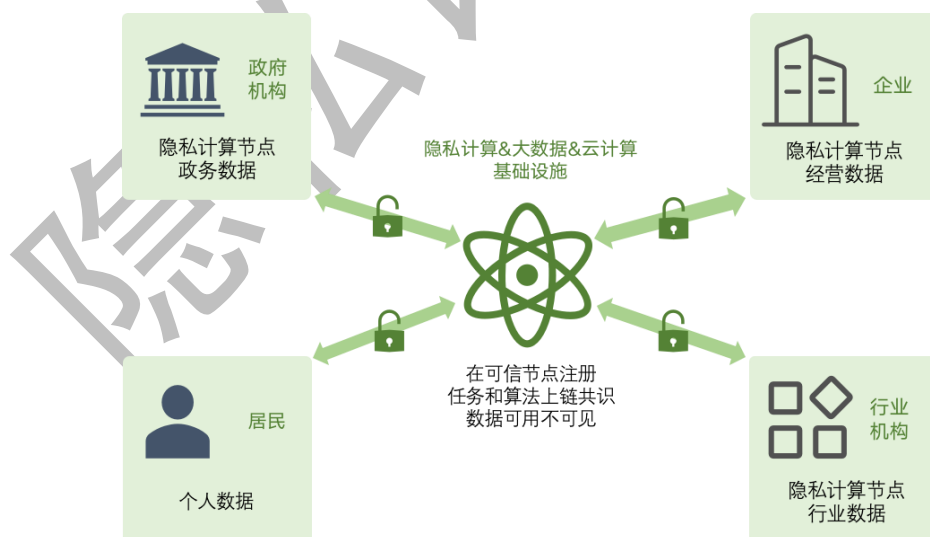 政府
机构
隐私计算节点
政务数据
企业
隐私计算节点
经营数据
隐私计算&大数据&云计算
基础设施
在可信节点注册
任务和算法上链共识
数据可用不可见
居民
个人数据
行业
机构
隐私计算节点
行业数据
隐